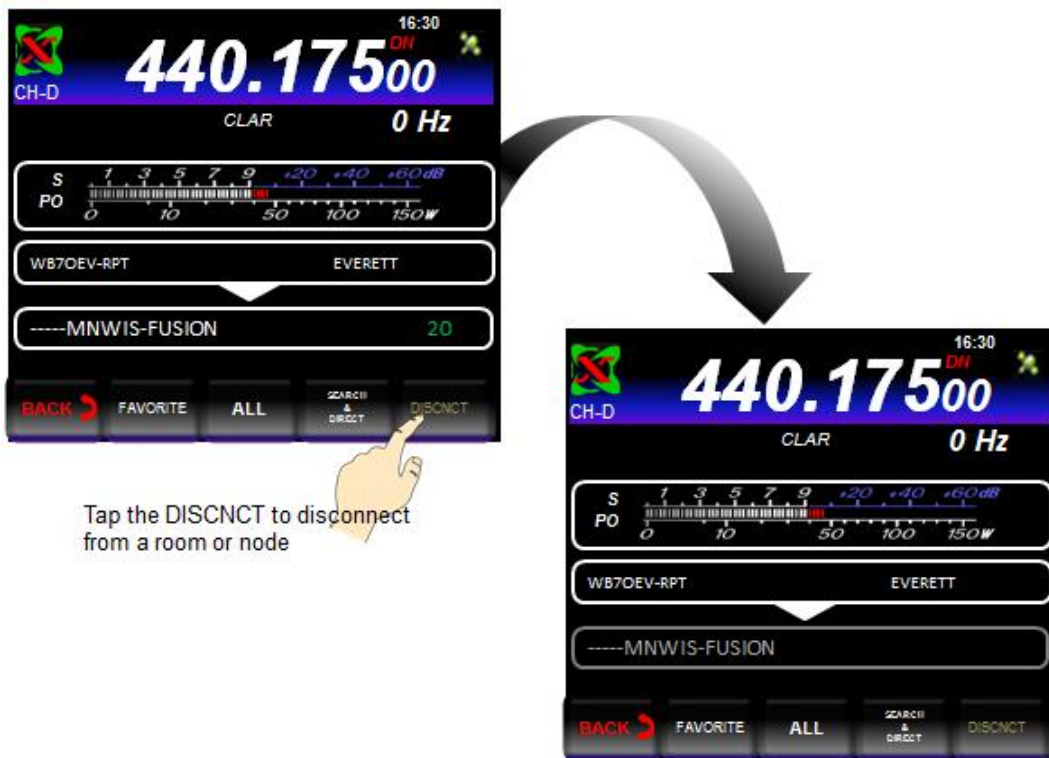 16:30
440.17500
DN
CH-D
CLAR 0 Hz
S 1 3 5 7 9 +20 +40 +60dB
PO 0 10 50 100 150W
WB7OEV-RPT EVERETT
-----MNWIS-FUSION 20
BACK FAVORITE ALL SEARCH & DIRECT DISCNCT
Tap the DISCNCT to disconnect
from a room or node
16:30
440.17500
DN
CH-D
CLAR 0 Hz
S 1 3 5 7 9 +20 +40 +60dB
PO 0 10 50 100 150W
WB7OEV-RPT EVERETT
-----MNWIS-FUSION
BACK FAVORITE ALL SEARCH & DIRECT DISCNCT